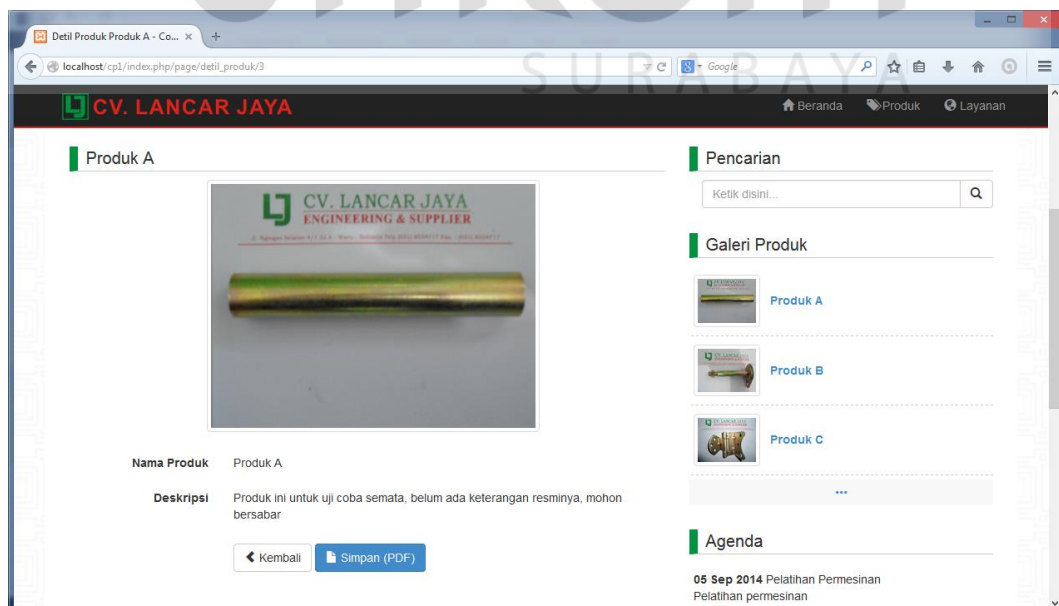 SURABAYA
Detil Produk Produk A - Co...
localhost/cp1/index.php/page/detil_produk/3
Google
CV. LANCAR JAYA
Beranda
Produk
Layanan
Produk A
CV. LANCAR JAYA
ENGINEERING & SUPPLIER
Nama Produk Produk A
Deskripsi Produk ini untuk uji coba semata, belum ada keterangan resminya, mohon
bersabar
Kembali
Simpan (PDF)
Pencarian
Ketik disini...
Galeri Produk
Produk A
Produk B
Produk C
...
Agenda
05 Sep 2014 Pelatihan Permesinan
Pelatihan permesinan